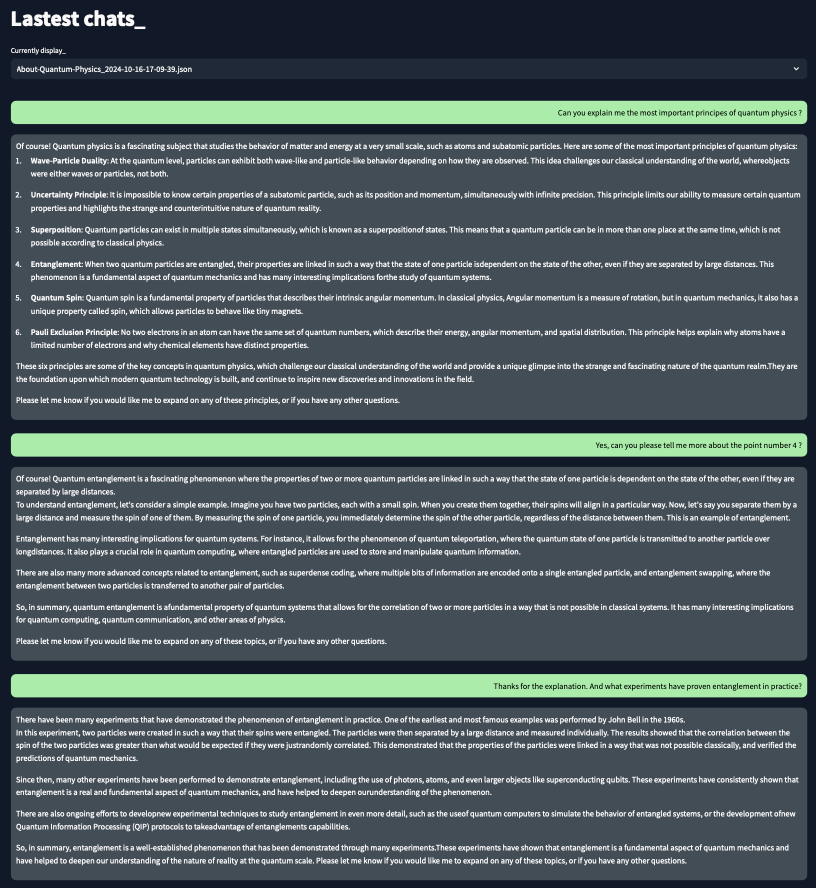 Lastest chats_
Currently display_
About-Quantum-Physics_2024-10-16-17-09-39.json
Can you explain me the most important principes of quantum physics ?
Of course! Quantum physics is a fascinating subject that studies the behavior of matter and energy at a very small scale, such as atoms and subatomic particles. Here are some of the most important principles of quantum physics:
1. Wave-Particle Duality: At the quantum level, particles can exhibit both wave-like and particle-like behavior depending on how they are observed. This idea challenges our classical understanding of the world, whereobjects
were either waves or particles, not both.
2. Uncertainty Principle: It is impossible to know certain properties of a subatomic particle, such as its position and momentum, simultaneously with infinite precision. This principle limits our ability to measure certain quantum
properties and highlights the strange and counterintuitive nature of quantum reality.
3. Superposition: Quantum particles can exist in multiple states simultaneously, which is known as a superpositionof states. This means that a quantum particle can be in more than one place at the same time, which is not
possible according to classical physics.
4. Entanglement: When two quantum particles are entangled, their properties are linked in such a way that the state of one particle isdependent on the state of the other, even if they are separated by large distances. This
phenomenon is a fundamental aspect of quantum mechanics and has many interesting implications forthe study of quantum systems.
5. Quantum Spin: Quantum spin is a fundamental property of particles that describes their intrinsic angular momentum. In classical physics, Angular momentum is a measure of rotation, but in quantum mechanics, it also has a
unique property called spin, which allows particles to behave like tiny magnets.
6. Pauli Exclusion Principle: No two electrons in an atom can have the same set of quantum numbers, which describe their energy, angular momentum, and spatial distribution. This principle helps explain why atoms have a
limited number of electrons and why chemical elements have distinct properties.
These six principles are some of the key concepts in quantum physics, which challenge our classical understanding of the world and provide a unique glimpse into the strange and fascinating nature of the quantum realm.They are
the foundation upon which modern quantum technology is built, and continue to inspire new discoveries and innovations in the field.
Please let me know if you would like me to expand on any of these principles, or if you have any other questions.
Yes, can you please tell me more about the point number 4 ?
Of course! Quantum entanglement is a fascinating phenomenon where the properties of two or more quantum particles are linked in such a way that the state of one particle is dependent on the state of the other, even if they are
separated by large distances.
To understand entanglement, let's consider a simple example. Imagine you have two particles, each with a small spin. When you create them together, their spins will align in a particular way. Now, let's say you separate them by a
large distance and measure the spin of one of them. By measuring the spin of one particle, you immediately determine the spin of the other particle, regardless of the distance between them. This is an example of entanglement.
Entanglement has many interesting implications for quantum systems. For instance, it allows for the phenomenon of quantum teleportation, where the quantum state of one particle is transmitted to another particle over
longdistances. It also plays a crucial role in quantum computing, where entangled particles are used to store and manipulate quantum information.
There are also many more advanced concepts related to entanglement, such as superdense coding, where multiple bits of information are encoded onto a single entangled particle, and entanglement swapping, where the
entanglement between two particles is transferred to another pair of particles.
So, in summary, quantum entanglement is afundamental property of quantum systems that allows for the correlation of two or more particles in a way that is not possible in classical systems. It has many interesting implications
for quantum computing, quantum communication, and other areas of physics.
Please let me know if you would like me to expand on any of these topics, or if you have any other questions.
Thanks for the explanation. And what experiments have proven entanglement in practice?
There have been many experiments that have demonstrated the phenomenon of entanglement in practice. One of the earliest and most famous examples was performed by John Bell in the 1960s.
In this experiment, two particles were created in such a way that their spins were entangled. The particles were then separated by a large distance and measured individually. The results showed that the correlation between the
spin of the two particles was greater than what would be expected if they were justrandomly correlated. This demonstrated that the properties of the particles were linked in a way that was not possible classically, and verified the
predictions of quantum mechanics.
Since then, many other experiments have been performed to demonstrate entanglement, including the use of photons, atoms, and even larger objects like superconducting qubits. These experiments have consistently shown that
entanglement is a real and fundamental aspect of quantum mechanics, and have helped to deepen ourunderstanding of the phenomenon.
There are also ongoing efforts to developnew experimental techniques to study entanglement in even more detail, such as the useof quantum computers to simulate the behavior of entangled systems, or the development ofnew
Quantum Information Processing (QIP) protocols to takeadvantage of entanglements capabilities.
So, in summary, entanglement is a well-established phenomenon that has been demonstrated through many experiments.These experiments have shown that entanglement is a fundamental aspect of quantum mechanics and
have helped to deepen our understanding of the nature of reality at the quantum scale. Please let me know if you would like me to expand on any of these topics, or if you have any other questions.